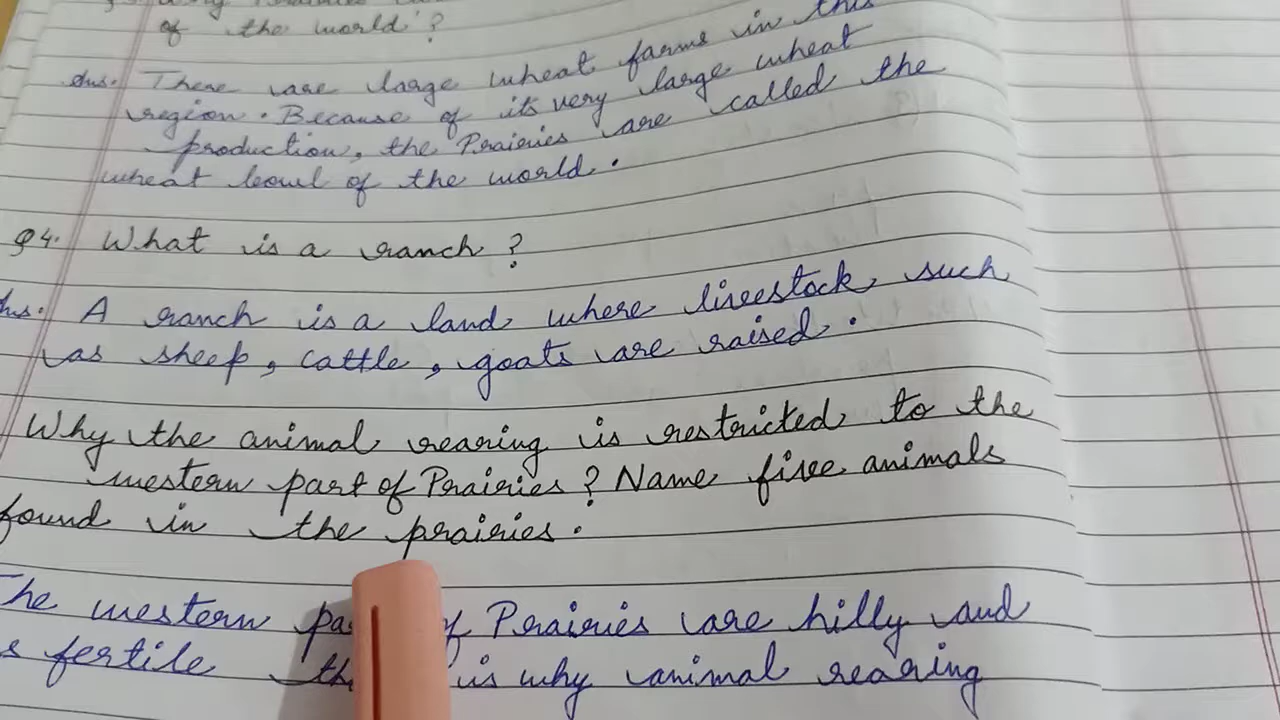 of the world?
Ans. There are large wheat farms in this
region. Because of its very large wheat
production, the Prairies are called the
wheat bowl of the world.
Q4. What is a ranch?
Ans. A ranch is a land where livestock, such
as sheep, cattle, goats are raised.
Why the animal rearing is restricted to the
western part of Prairies? Name five animals
found in the prairies.
The western of Prairies are hilly and
fertile is why animal rearing